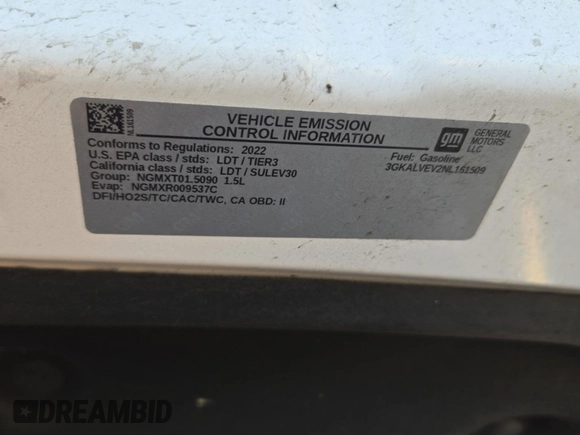 VEHICLE EMISSION
CONTROL INFORMATION
NL161509
gm
GENERAL
MOTORS
LLC
Conforms to Regulations: 2022
U.S. EPA class / stds: LDT / TIER3
California class / stds: LDT / SULEV30
Group: NGMXT01.5090 1.5L
Evap: NGMXR009537C
DFI/HO2S/TC/CAC/TWC, CA OBD: II
Fuel: Gasoline
3GKALVEV2NL161509
DREAMBID